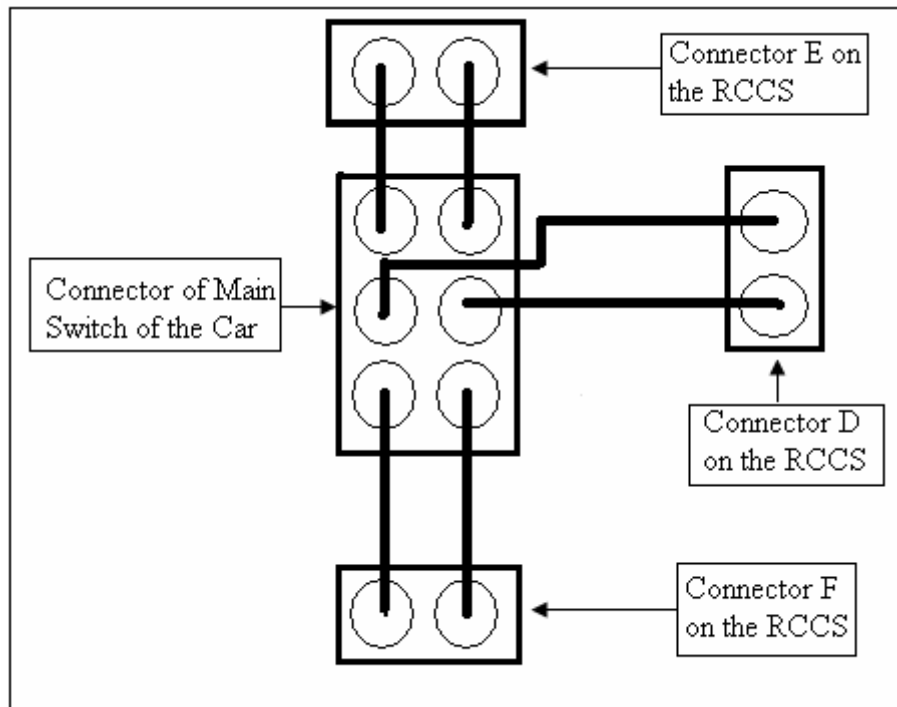 Connector E on
the RCCS
Connector of Main
Switch of the Car
Connector D
on the RCCS
Connector F
on the RCCS